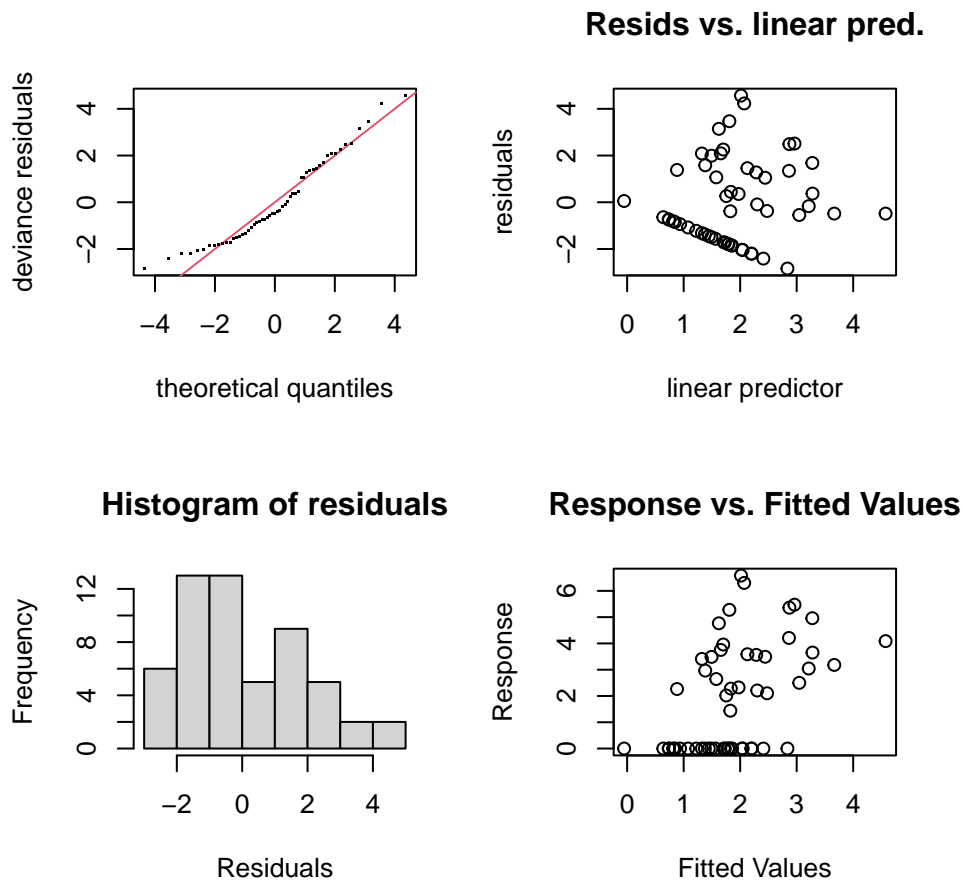 deviance residuals
4
2
0
−2
−4 −2 0 2 4
theoretical quantiles
Resids vs. linear pred.
residuals
4
2
0
−2
0 1 2 3 4
linear predictor
Histogram of residuals
Frequency
12
8
4
0
−2 0 2 4
Residuals
Response vs. Fitted Values
Response
6
4
2
0
0 1 2 3 4
Fitted Values